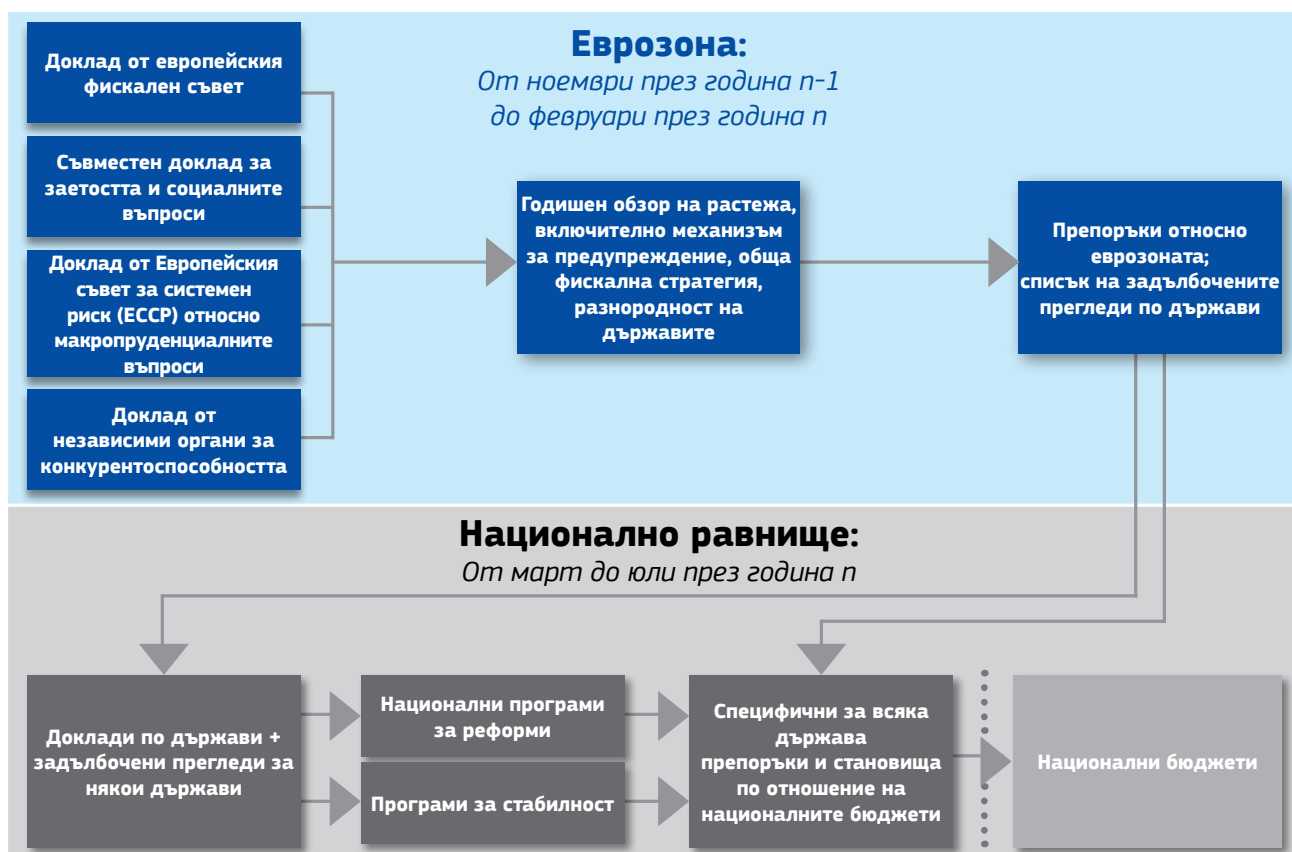 Еврозона:
От ноември през година n-1
до февруари през година n
Доклад от европейския
фискален съвет
Съвместен доклад за
заетостта и социалните
въпроси
Доклад от Европейския
съвет за системен
риск (ЕССР) относно
макропруденциалните
въпроси
Доклад от
независими органи за
конкурентоспособността
Годишен обзор на растежа,
включително механизъм
за предупреждение, обща
фискална стратегия,
разнородност на
държавите
Препоръки относно
еврозоната;
списък на задълбочените
прегледи по държави
Национално равнище:
От март до юли през година n
Доклади по държави +
задълбочени прегледи за
някои държави
Национални програми
за реформи
Програми за стабилност
Специфични за всяка
държава
препоръки и становища
по отношение на
националните бюджети
Национални бюджети